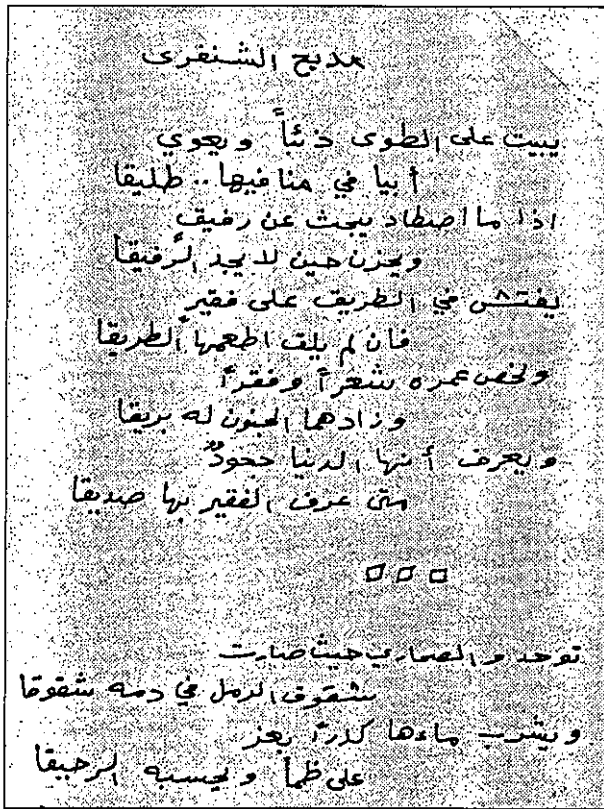 مديح الشنفرى
يبيت على الطوى ذئباً ويعوي
أبيا في منافيها.. طليقا
اذا ما اصطاد يبحث عن رفيق
ويحزن حين لا يجد الرفيقا
يفتش في الطريق على فقير
فان لم يلق اطعمها الطريقا
ولخص عمره شعراً وفقراً
وزادهما الجنون له بريقا
ويعرف أنها الدنيا جحودٌ
متى عرف الفقير بها صديقا
توحد والصحاري حيث صارت
شقوق الرمل في دمه شقوقا
ويشرب ماءها كدراً بعز
على ظمأ ويحسبه الرحيقا